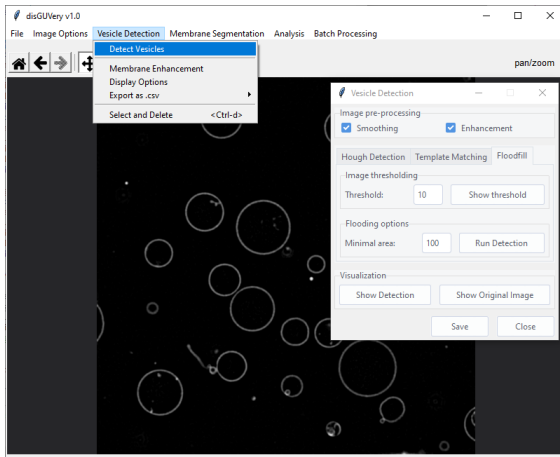 disGUVery v1.0
File Image Options Vesicle Detection Membrane Segmentation Analysis Batch Processing
Detect Vesicles
Membrane Enhancement
Display Options
Export as .csv
Select and Delete <Ctrl-d>
pan/zoom
Vesicle Detection
Image pre-processing
Smoothing Enhancement
Hough Detection Template Matching Floodfill
Image thresholding
Threshold: 10 Show threshold
Flooding options
Minimal area: 100 Run Detection
Visualization
Show Detection Show Original Image
Save Close